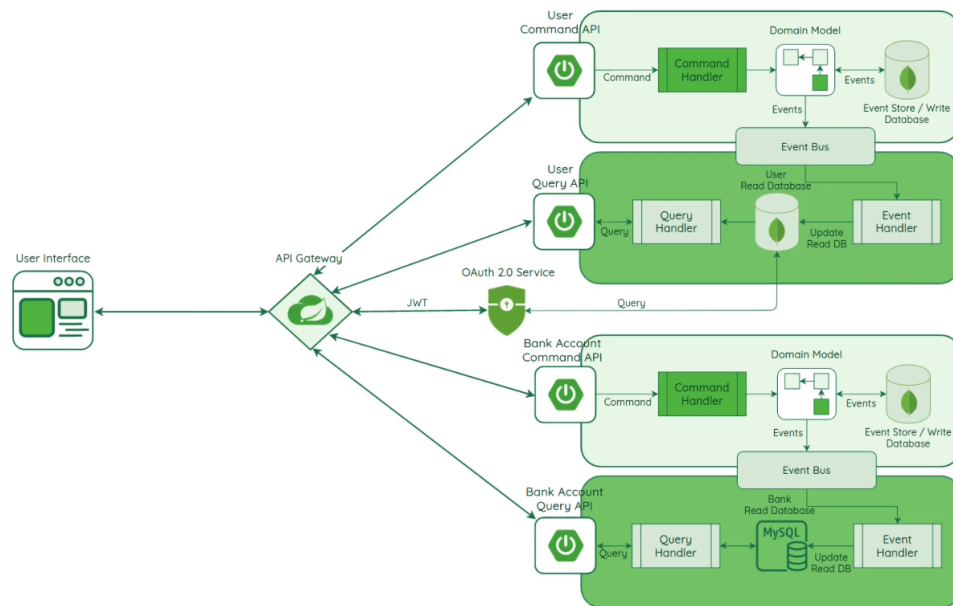 User
Command API
Domain Model
Command
Command
Handler
Events
Events
Event Store / Write
Database
Event Bus
User
Query API
User
Read Database
Query
Query
Handler
Update
Read DB
Event
Handler
User Interface
API Gateway
OAuth 2.0 Service
JWT
Query
Bank Account
Command API
Domain Model
Command
Command
Handler
Events
Events
Event Store / Write
Database
Event Bus
Bank Account
Query API
Bank
Read Database
Query
Query
Handler
MySQL
Update
Read DB
Event
Handler